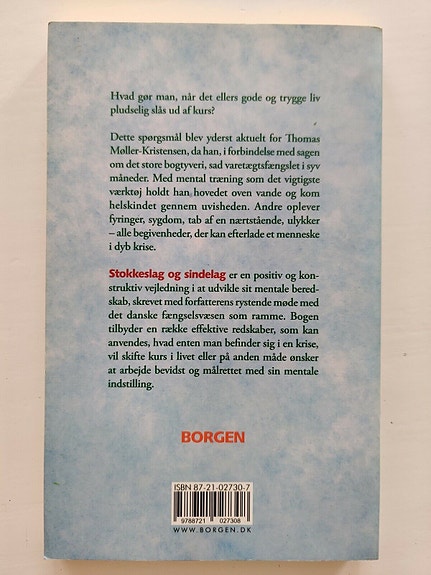 Hvad gør man, når det ellers gode og trygge liv
pludselig slås ud af kurs?
Dette spørgsmål blev yderst aktuelt for Thomas
Møller-Kristensen, da han, i forbindelse med sagen
om det store bogtyveri, sad varetægtsfængslet i syv
måneder. Med mental træning som det vigtigste
værktøj holdt han hovedet oven vande og kom
helskindet gennem uvisheden. Andre oplever
fyringer, sygdom, tab af en nærtstående, ulykker
– alle begivenheder, der kan efterlade et menneske
i dyb krise.
Stokkeslag og sindelag er en positiv og kon-
struktiv vejledning i at udvikle sit mentale bered-
skab, skrevet med forfatterens rystende møde med
det danske fængselsvæsen som ramme. Bogen
tilbyder en række effektive redskaber, som kan
anvendes, hvad enten man befinder sig i en krise,
vil skifte kurs i livet eller på anden måde ønsker
at arbejde bevidst og målrettet med sin mentale
indstilling.
BORGEN
ISBN 87-21-02730-7
9788721 027308
WWW.BORGEN.DK